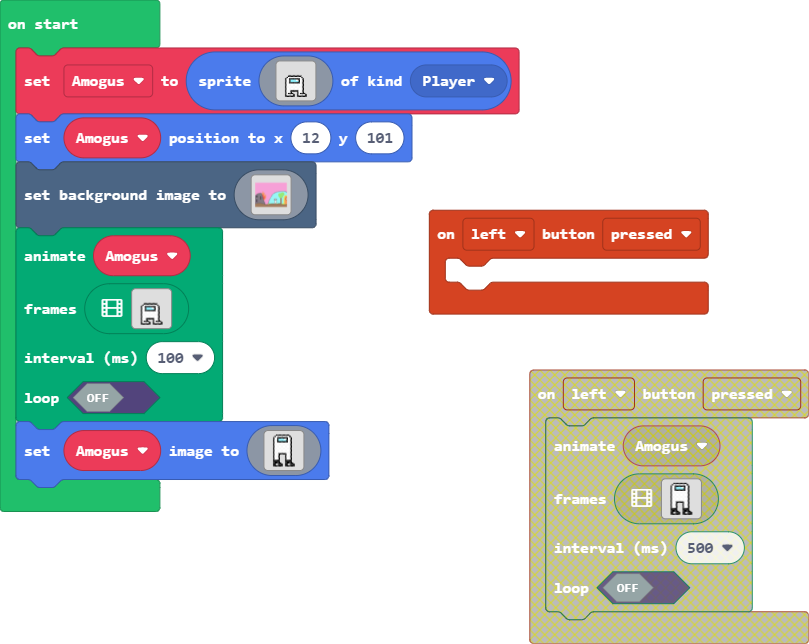 on start
set Amogus to sprite of kind Player
set Amogus position to x 12 y 101
set background image to
animate Amogus
frames
interval (ms) 100
loop OFF
set Amogus image to
on left button pressed
on left button pressed
animate Amogus
frames
interval (ms) 500
loop OFF